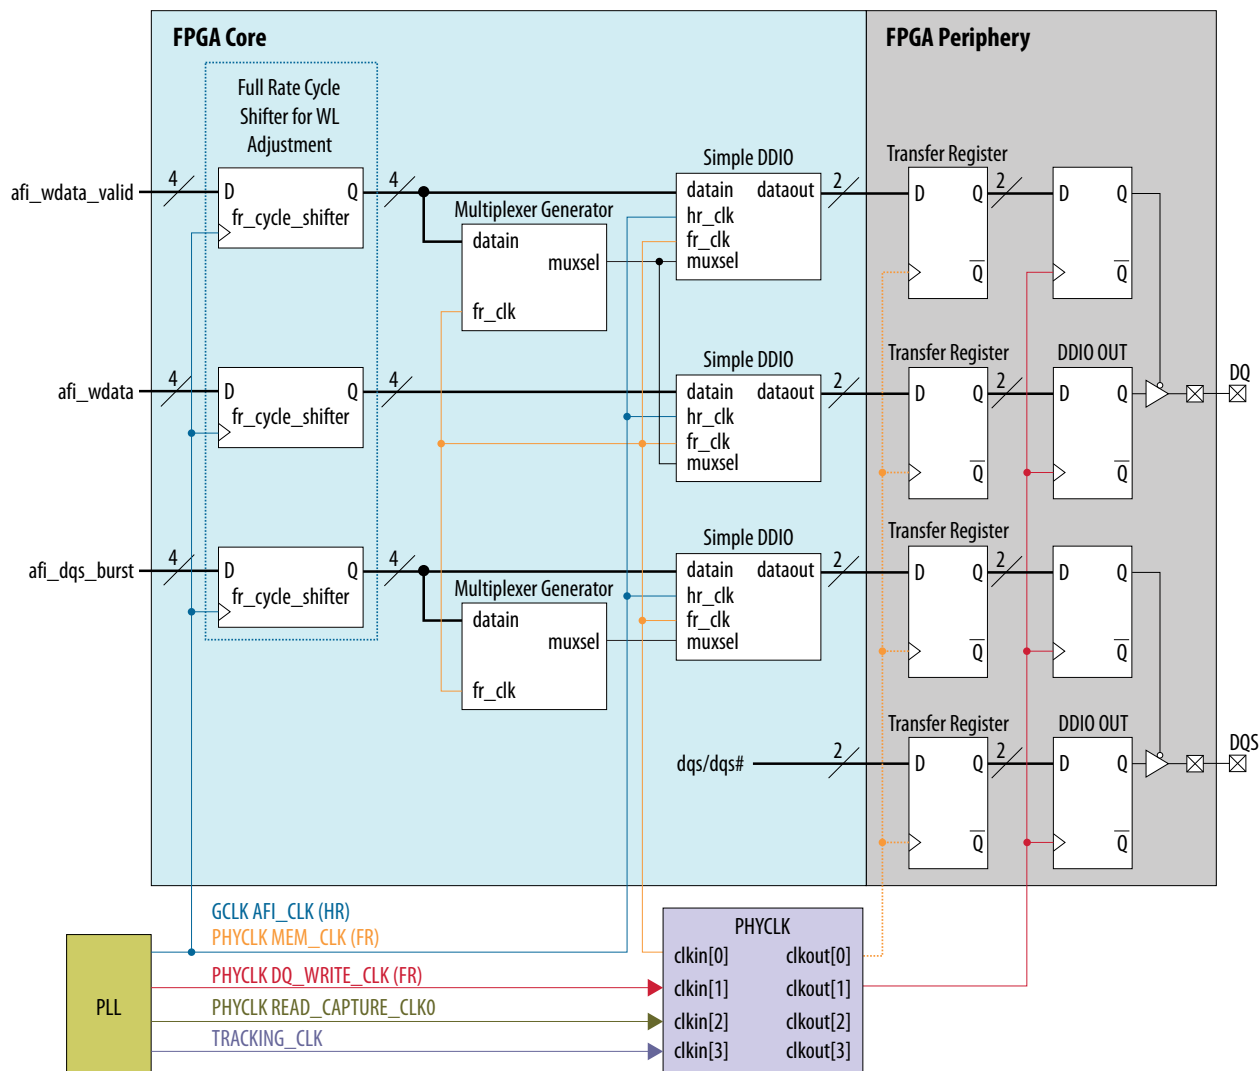 FPGA Core
FPGA Periphery
Full Rate Cycle
Shifter for WL
Adjustment
afi_wdata_valid
4
D
Q
fr_cycle_shifter
4
Multiplexer Generator
datain
muxsel
fr_clk
Simple DDIO
datain
dataout
hr_clk
fr_clk
muxsel
2
Transfer Register
D
Q
Q
2
D
Q
Q
afi_wdata
4
D
Q
fr_cycle_shifter
4
Simple DDIO
datain
dataout
hr_clk
fr_clk
muxsel
2
Transfer Register
D
Q
Q
2
DDIO OUT
D
Q
Q
DQ
afi_dqs_burst
4
D
Q
fr_cycle_shifter
4
Multiplexer Generator
datain
muxsel
fr_clk
Simple DDIO
datain
dataout
hr_clk
fr_clk
muxsel
2
Transfer Register
D
Q
Q
2
D
Q
Q
dqs/dqs#
2
Transfer Register
D
Q
Q
2
DDIO OUT
D
Q
Q
DQS
PLL
GCLK AFI_CLK (HR)
PHYCLK MEM_CLK (FR)
PHYCLK DQ_WRITE_CLK (FR)
PHYCLK READ_CAPTURE_CLK0
TRACKING_CLK
PHYCLK
clkin[0]
clkout[0]
clkin[1]
clkout[1]
clkin[2]
clkout[2]
clkin[3]
clkout[3]